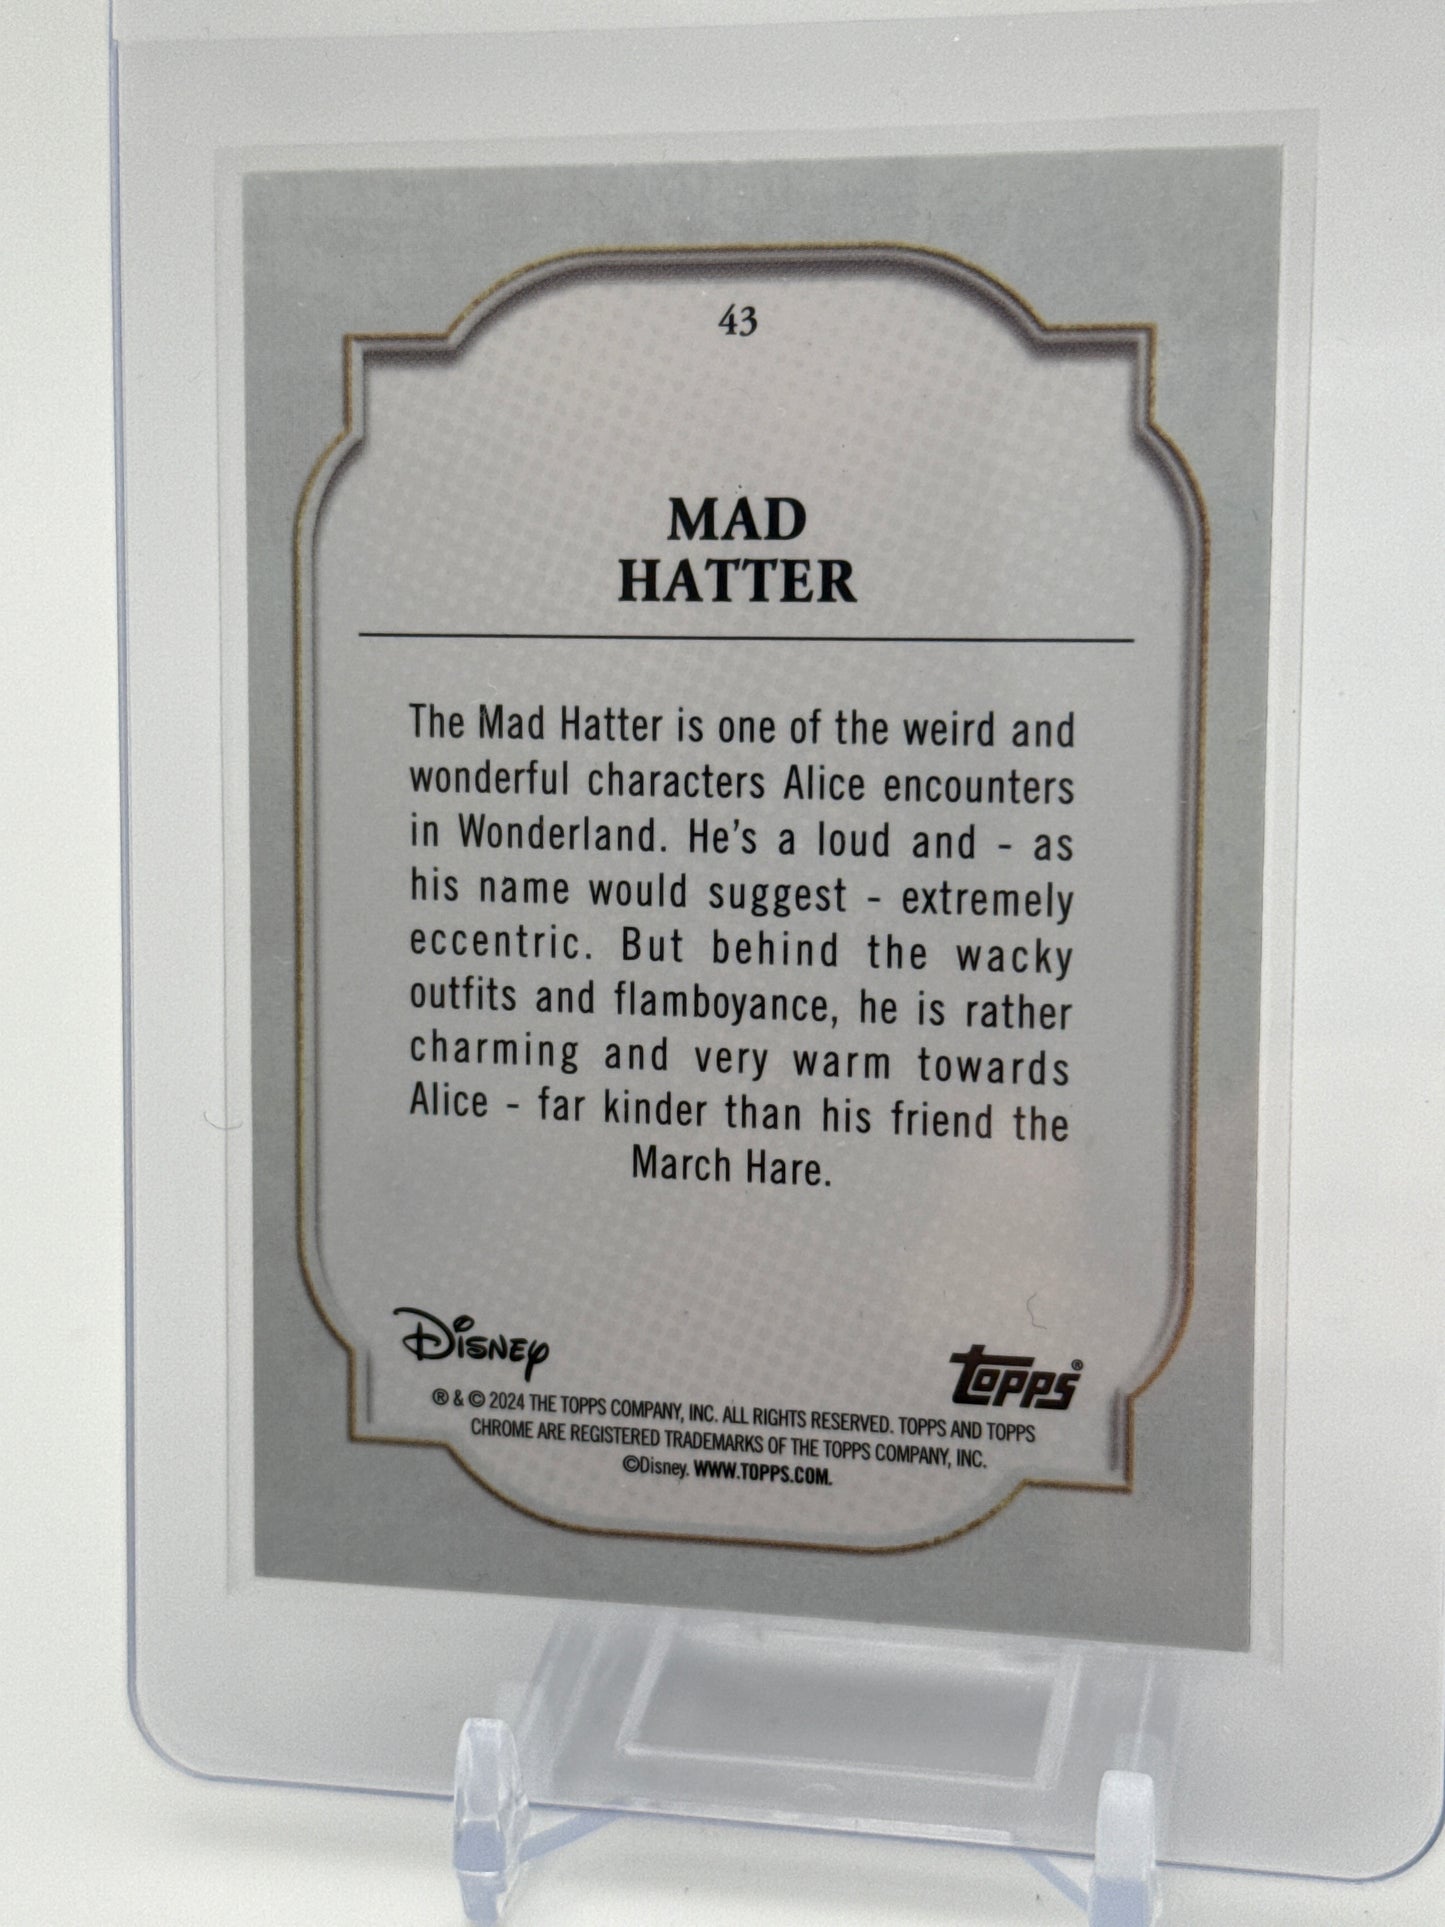 43
MAD
HATTER
The Mad Hatter is one of the weird and
wonderful characters Alice encounters
in Wonderland. He's a loud and - as
his name would suggest - extremely
eccentric. But behind the wacky
outfits and flamboyance, he is rather
charming and very warm towards
Alice - far kinder than his friend the
March Hare.
Disney
topps®
® & © 2024 THE TOPPS COMPANY, INC. ALL RIGHTS RESERVED. TOPPS AND TOPPS
CHROME ARE REGISTERED TRADEMARKS OF THE TOPPS COMPANY, INC.
©Disney. WWW.TOPPS.COM.